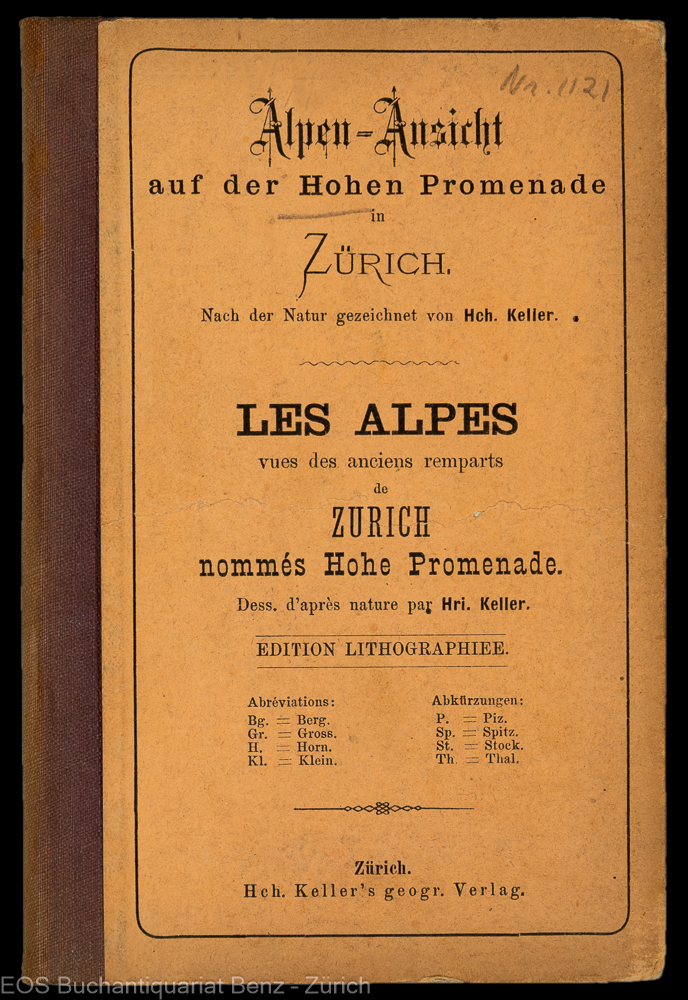 Nr. 1121
Alpen-Ansicht
auf der Hohen Promenade
in
ZÜRICH.
Nach der Natur gezeichnet von Hch. Keller.
LES ALPES
vues des anciens remparts
de
ZURICH
nommés Hohe Promenade.
Dess. d'après nature par Hri. Keller.
EDITION LITHOGRAPHIEE.
Abréviations:
Bg. = Berg.
Gr. = Gross.
H. = Horn.
Kl. = Klein.
Abkürzungen:
P. = Piz.
Sp. = Spitz.
St. = Stock.
Th. = Thal.
Zürich.
Hch. Keller's geogr. Verlag.
EOS Buchantiquariat Benz - Zürich